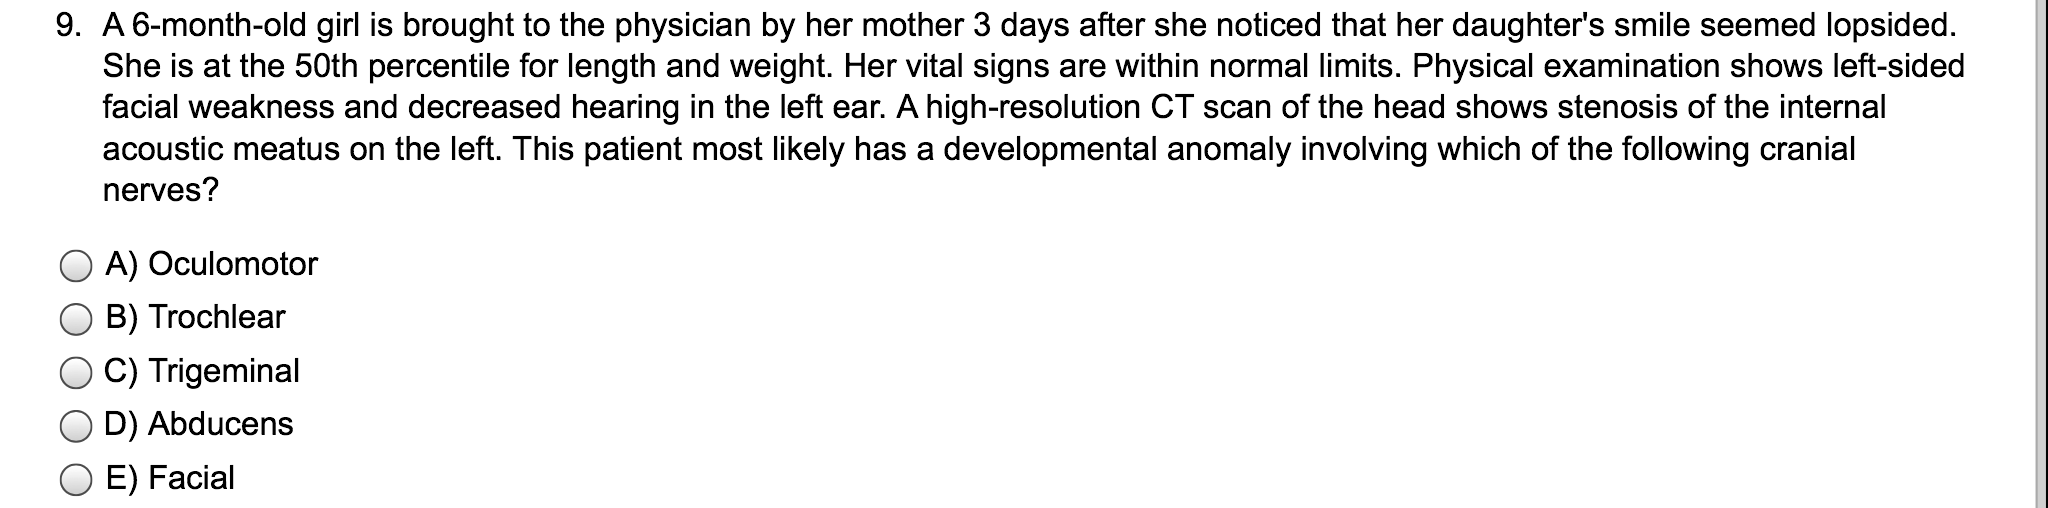 9. A 6-month-old girl is brought to the physician by her mother 3 days after she noticed that her daughter's smile seemed lopsided.
She is at the 50th percentile for length and weight. Her vital signs are within normal limits. Physical examination shows left-sided
facial weakness and decreased hearing in the left ear. A high-resolution CT scan of the head shows stenosis of the internal
acoustic meatus on the left. This patient most likely has a developmental anomaly involving which of the following cranial
nerves?
A) Oculomotor
B) Trochlear
C) Trigeminal
D) Abducens
E) Facial